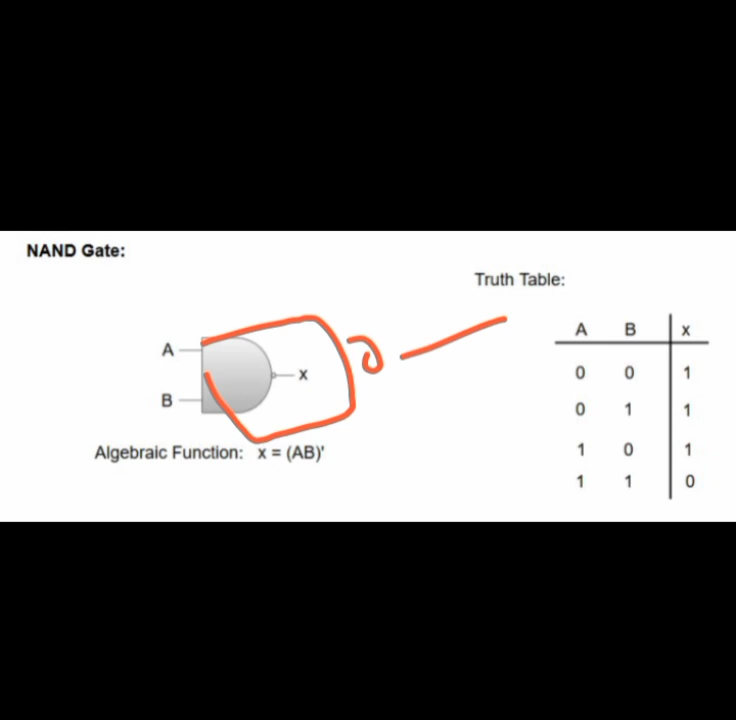 NAND Gate:
Truth Table:
A B x
A
x
B
0 0 1
0 1 1
1 0 1
1 1 0
Algebraic Function: x = (AB)'